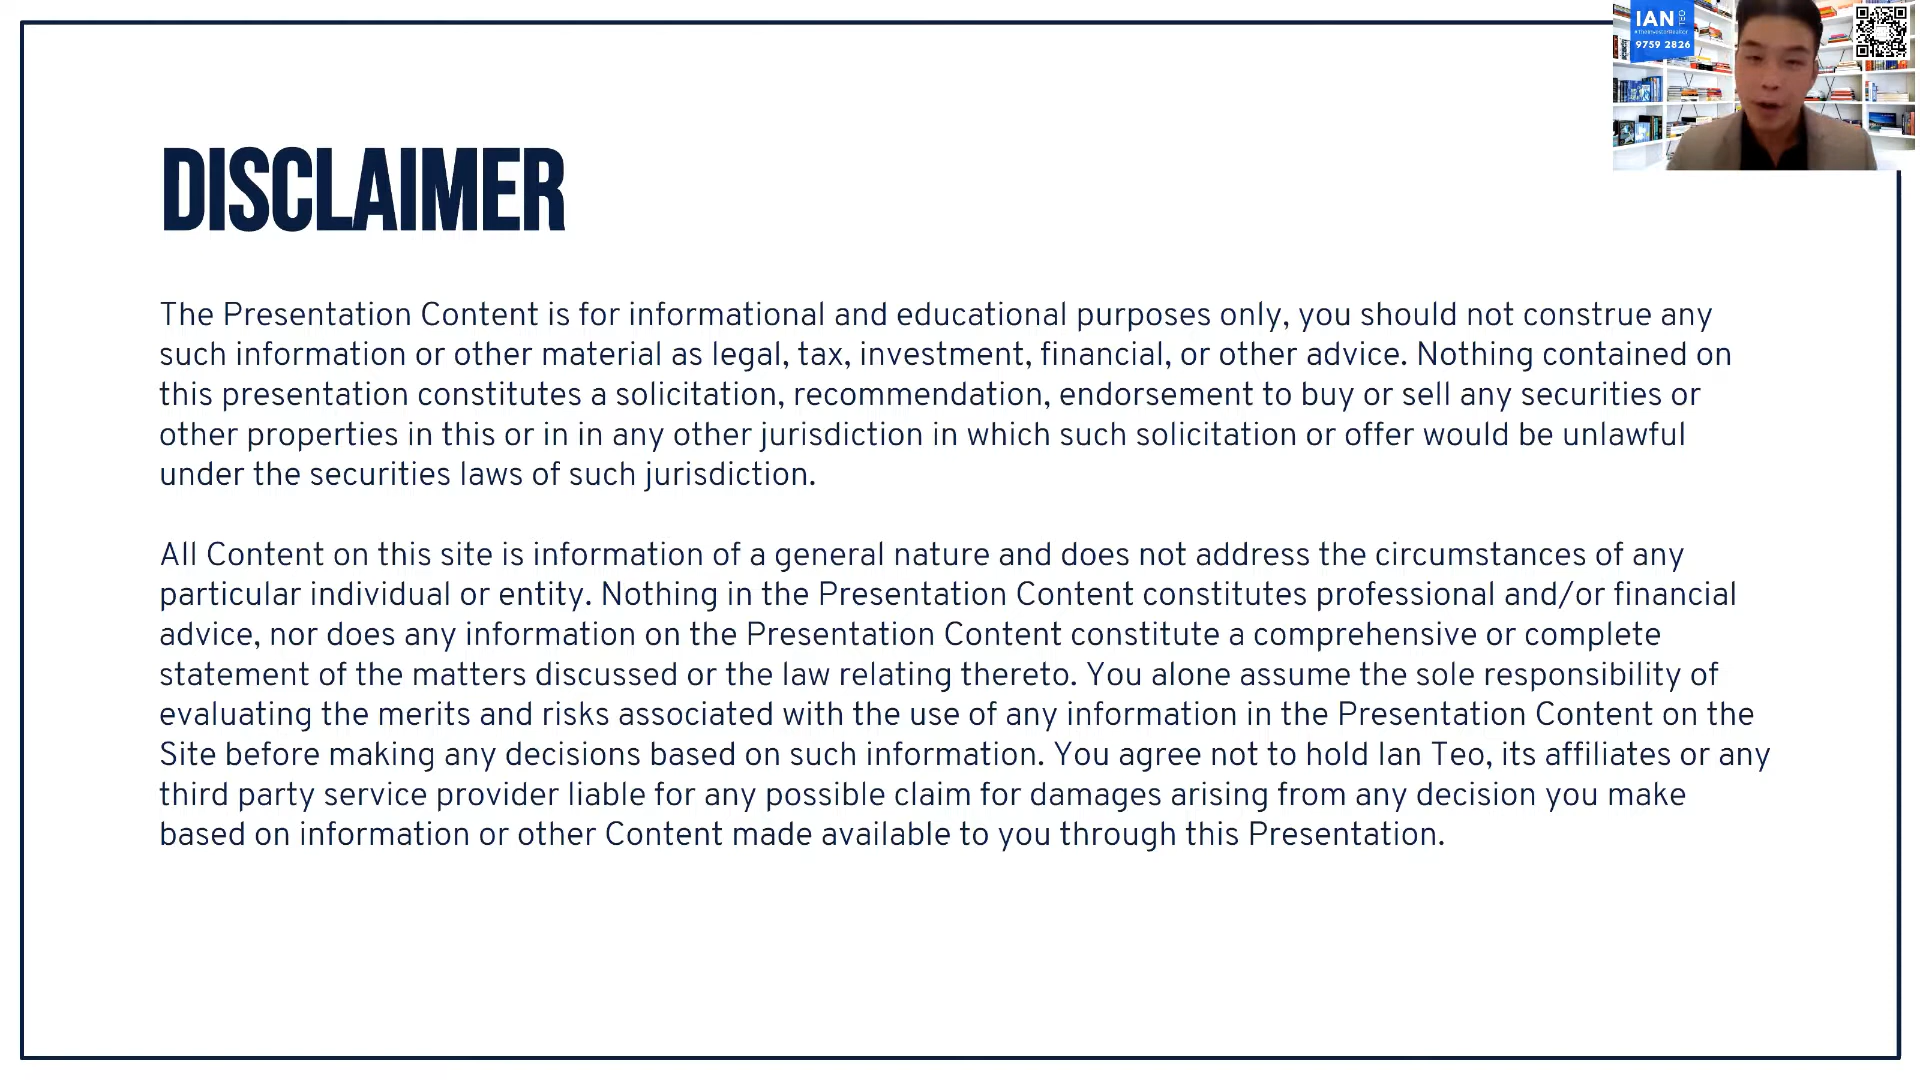 IAN
TEO
#TheInvestorRealtor
9759 2826
DISCLAIMER
The Presentation Content is for informational and educational purposes only, you should not construe any
such information or other material as legal, tax, investment, financial, or other advice. Nothing contained on
this presentation constitutes a solicitation, recommendation, endorsement to buy or sell any securities or
other properties in this or in in any other jurisdiction in which such solicitation or offer would be unlawful
under the securities laws of such jurisdiction.
All Content on this site is information of a general nature and does not address the circumstances of any
particular individual or entity. Nothing in the Presentation Content constitutes professional and/or financial
advice, nor does any information on the Presentation Content constitute a comprehensive or complete
statement of the matters discussed or the law relating thereto. You alone assume the sole responsibility of
evaluating the merits and risks associated with the use of any information in the Presentation Content on the
Site before making any decisions based on such information. You agree not to hold Ian Teo, its affiliates or any
third party service provider liable for any possible claim for damages arising from any decision you make
based on information or other Content made available to you through this Presentation.